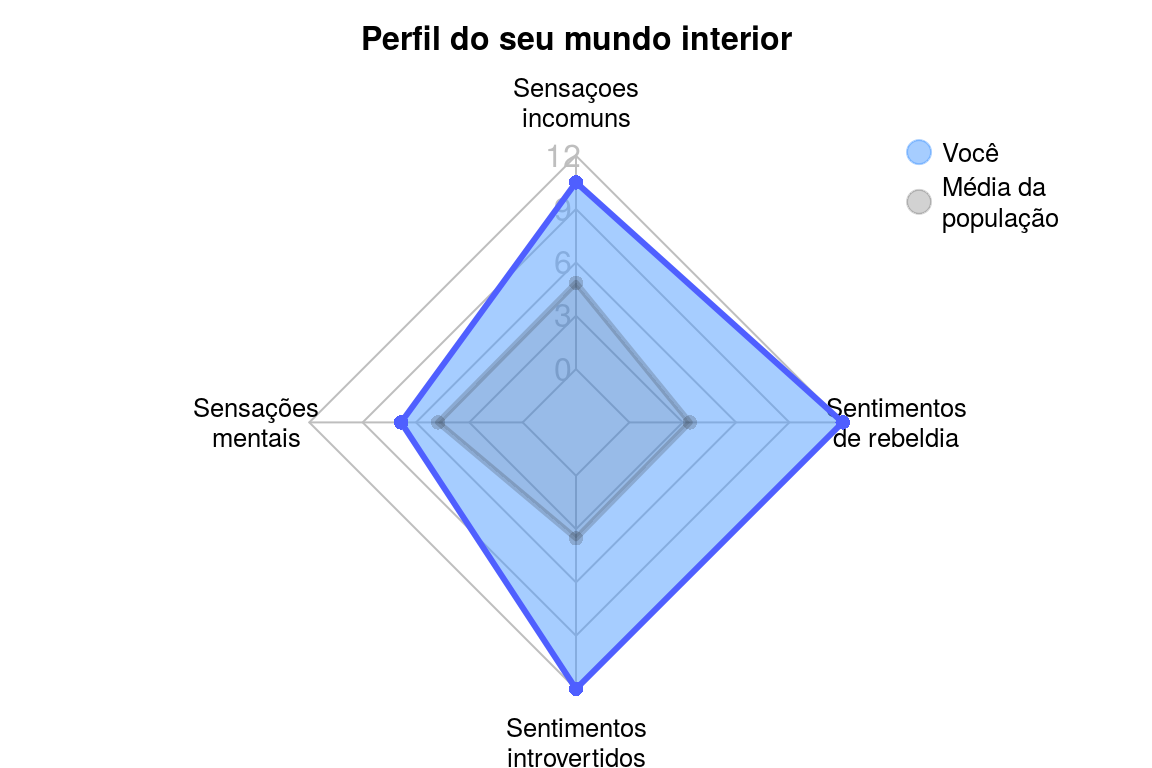 Perfil do seu mundo interior
Sensaçoes
incomuns
12
9
6
3
0
Você
Média da
população
Sensações
mentais
Sentimentos
de rebeldia
Sentimentos
introvertidos